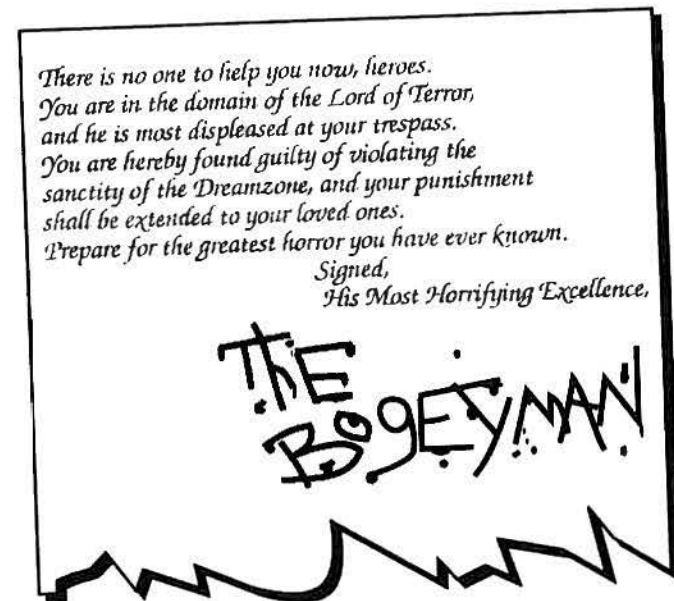 There is no one to help you now, heroes.
You are in the domain of the Lord of Terror,
and he is most displeased at your trespass.
You are hereby found guilty of violating the
sanctity of the Dreamzone, and your punishment
shall be extended to your loved ones.
Prepare for the greatest horror you have ever known.
Signed,
His Most Horrifying Excellence,
ThE
BogEyMAN